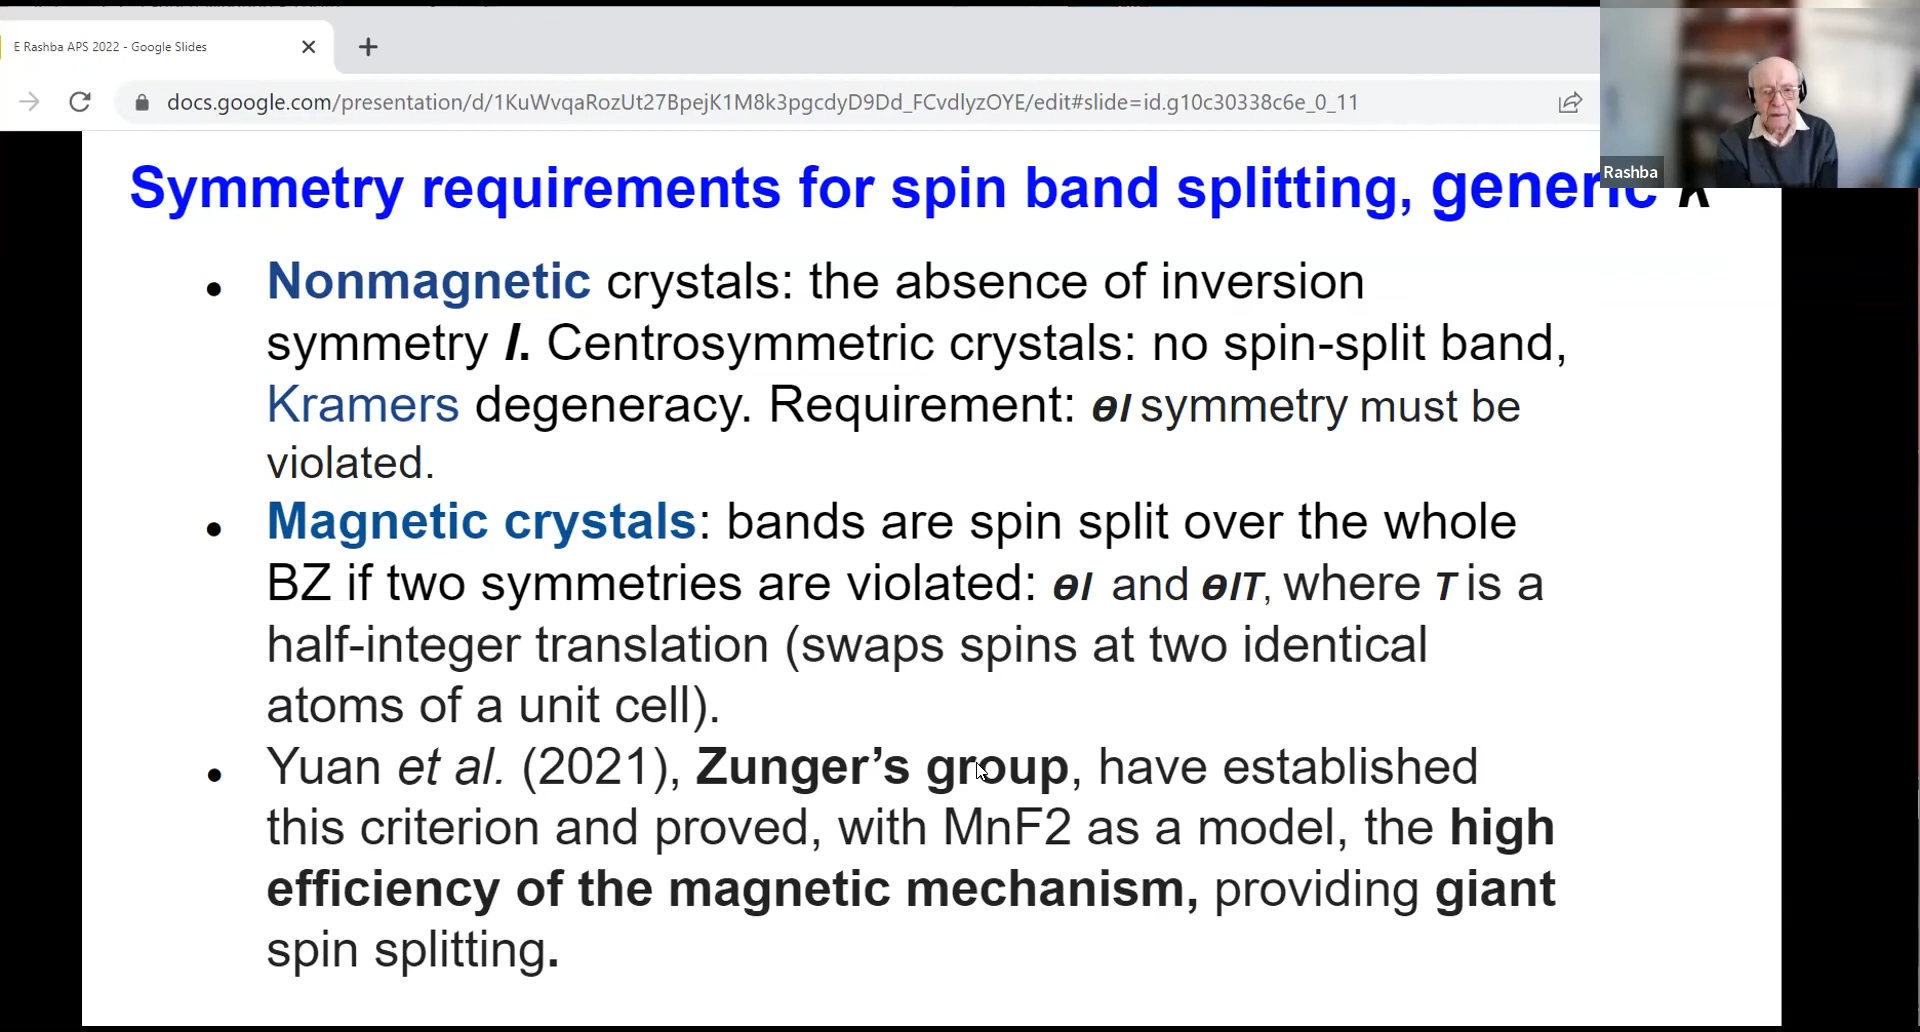 E Rashba APS 2022 - Google Slides
docs.google.com/presentation/d/1KuWvqaRozUt27BpejK1M8k3pgcdyD9Dd_FCvdlyzOYE/edit#slide=id.g10c30338c6e_0_11
Rashba
Symmetry requirements for spin band splitting, generic k
• Nonmagnetic crystals: the absence of inversion
symmetry I. Centrosymmetric crystals: no spin-split band,
Kramers degeneracy. Requirement: θI symmetry must be
violated.
• Magnetic crystals: bands are spin split over the whole
BZ if two symmetries are violated: θI and θIT, where T is a
half-integer translation (swaps spins at two identical
atoms of a unit cell).
• Yuan et al. (2021), Zunger’s group, have established
this criterion and proved, with MnF2 as a model, the high
efficiency of the magnetic mechanism, providing giant
spin splitting.